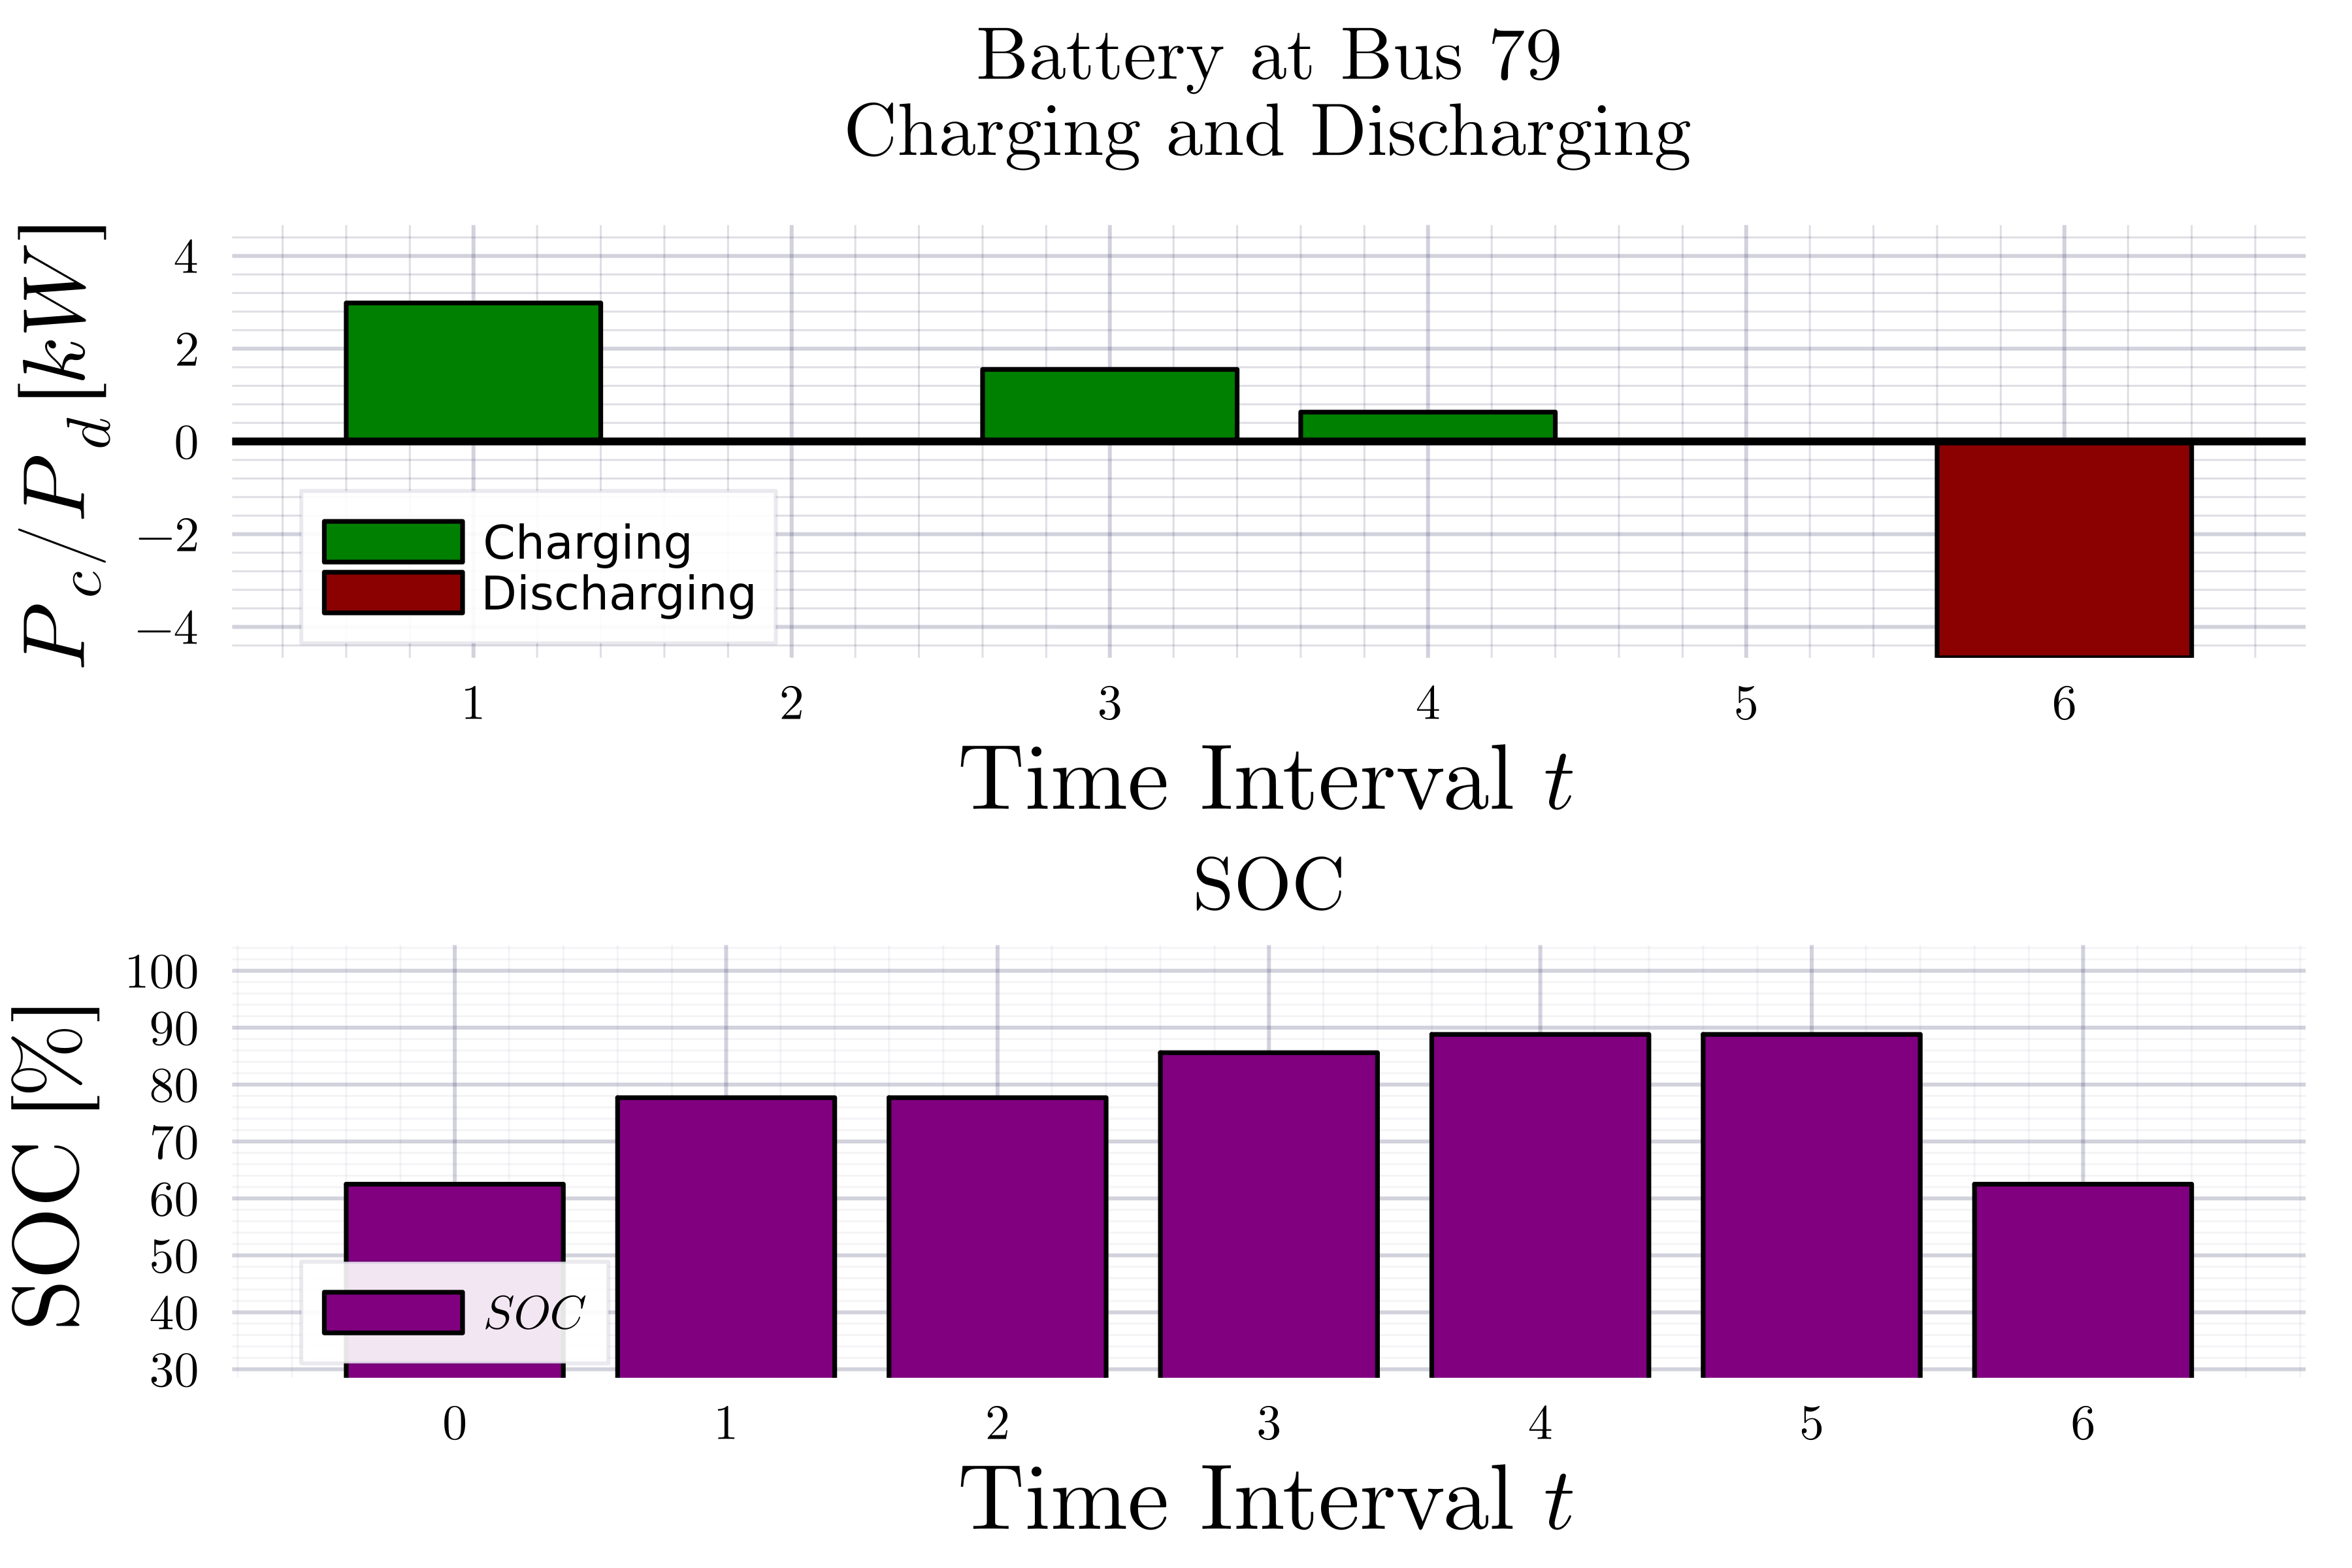 Battery at Bus 79
Charging and Discharging
P_c/P_d [kW]
4
2
0
−2
−4
Charging
Discharging
1 2 3 4 5 6
Time Interval t
SOC
SOC [%]
100
90
80
70
60
50
40
30
SOC
0 1 2 3 4 5 6
Time Interval t